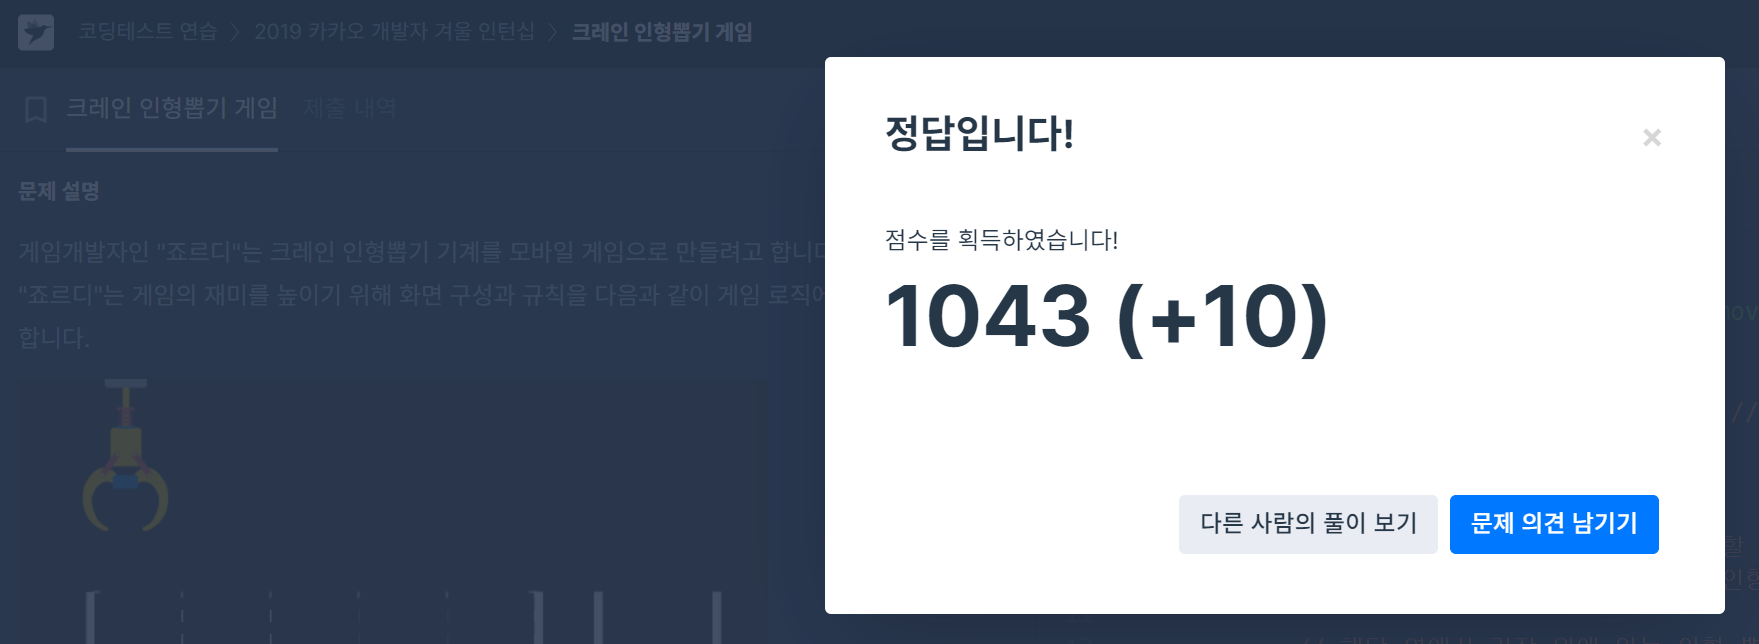 코딩테스트 연습 > 2019 카카오 개발자 겨울 인턴십 > 크레인 인형뽑기 게임
크레인 인형뽑기 게임 제출 내역
문제 설명
게임개발자인 "죠르디"는 크레인 인형뽑기 기계를 모바일 게임으로 만들려고 합니다
"죠르디"는 게임의 재미를 높이기 위해 화면 구성과 규칙을 다음과 같이 게임 로직에
합니다.
정답입니다!
×
점수를 획득하였습니다!
1043 (+10)
다른 사람의 풀이 보기
문제 의견 남기기
//